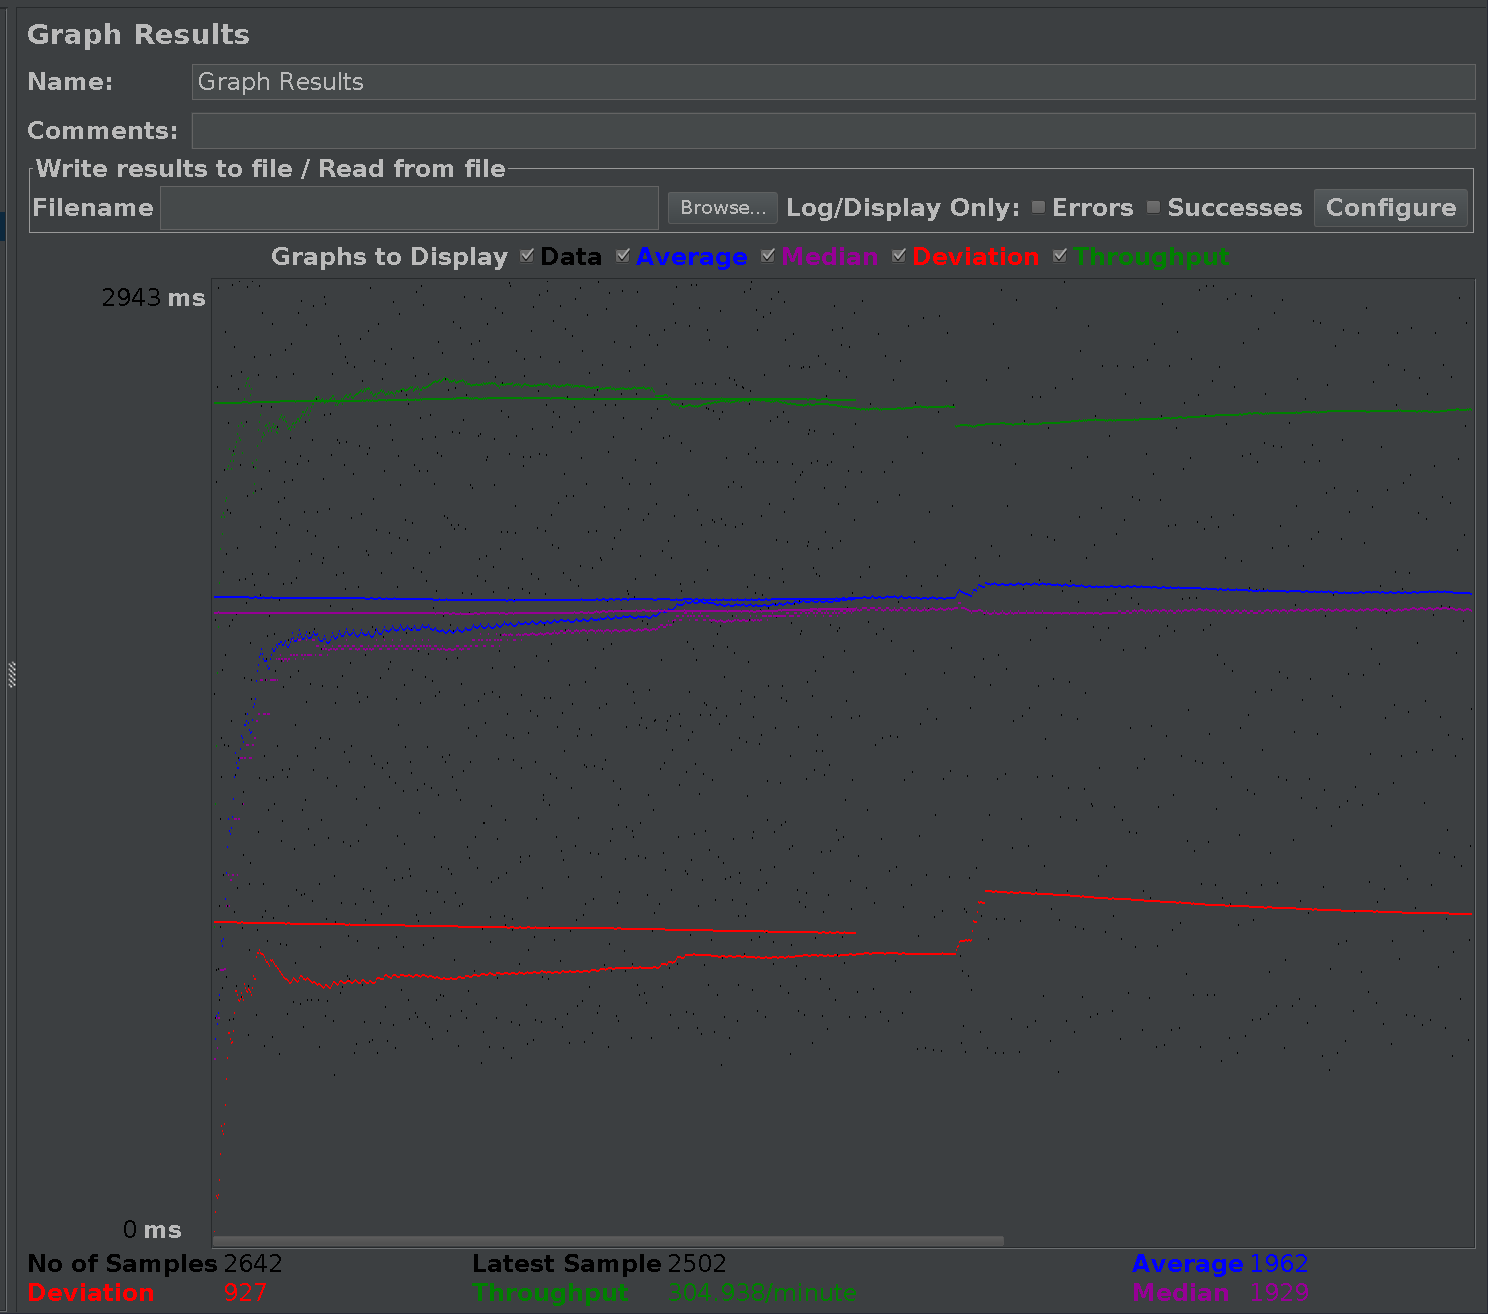 Graph Results
Name: Graph Results
Comments:
Write results to file / Read from file
Filename Browse... Log/Display Only: Errors Successes Configure
Graphs to Display Data Average Median Deviation Throughput
2943 ms
0 ms
No of Samples 2642 Latest Sample 2502 Average 1962
Deviation 927 Throughput 304.938/minute Median 1929